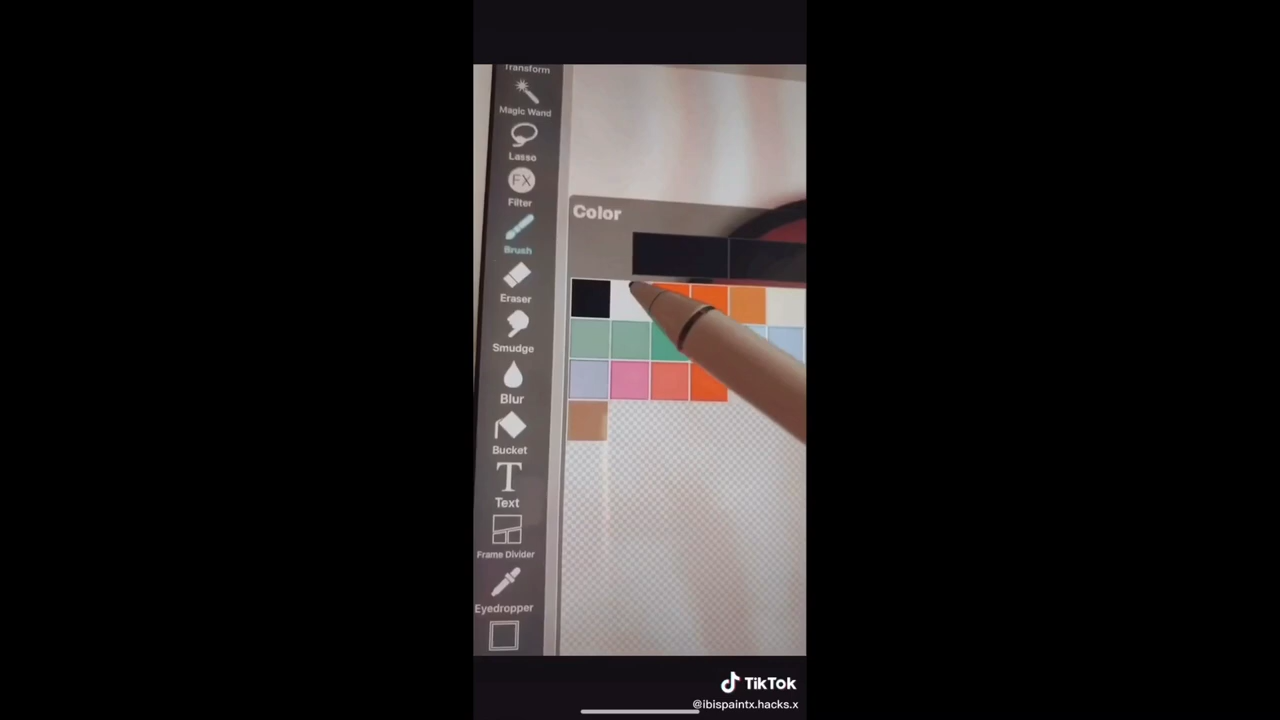 Transform
Magic Wand
Lasso
FX
Filter
Brush
Eraser
Smudge
Blur
Bucket
T
Text
Frame Divider
Eyedropper
Color
TikTok
@ibispaintx.hacks.x